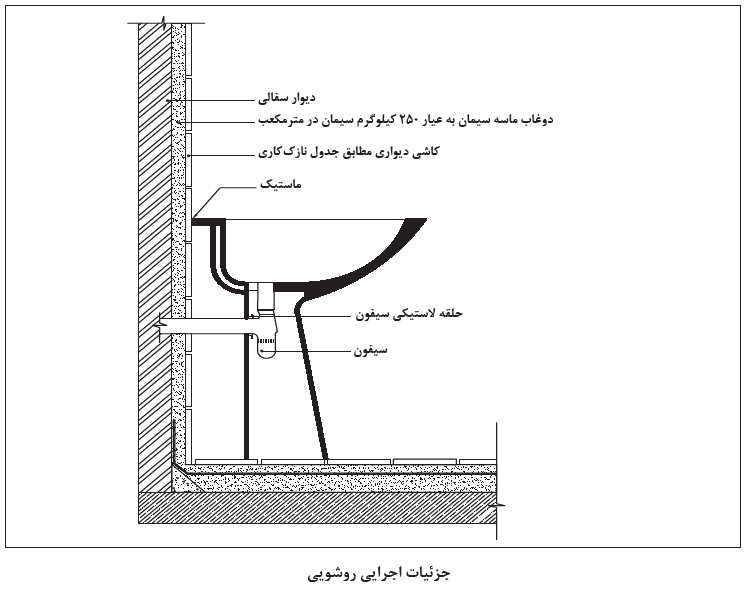 دیوار سفالی
دوغاب ماسه سیمان به عیار ۲۵۰ کیلوگرم سیمان در مترمکعب
کاشی دیواری مطابق جدول نازک‌کاری
ماستیک
حلقه لاستیکی سیفون
سیفون
جزئیات اجرایی روشویی